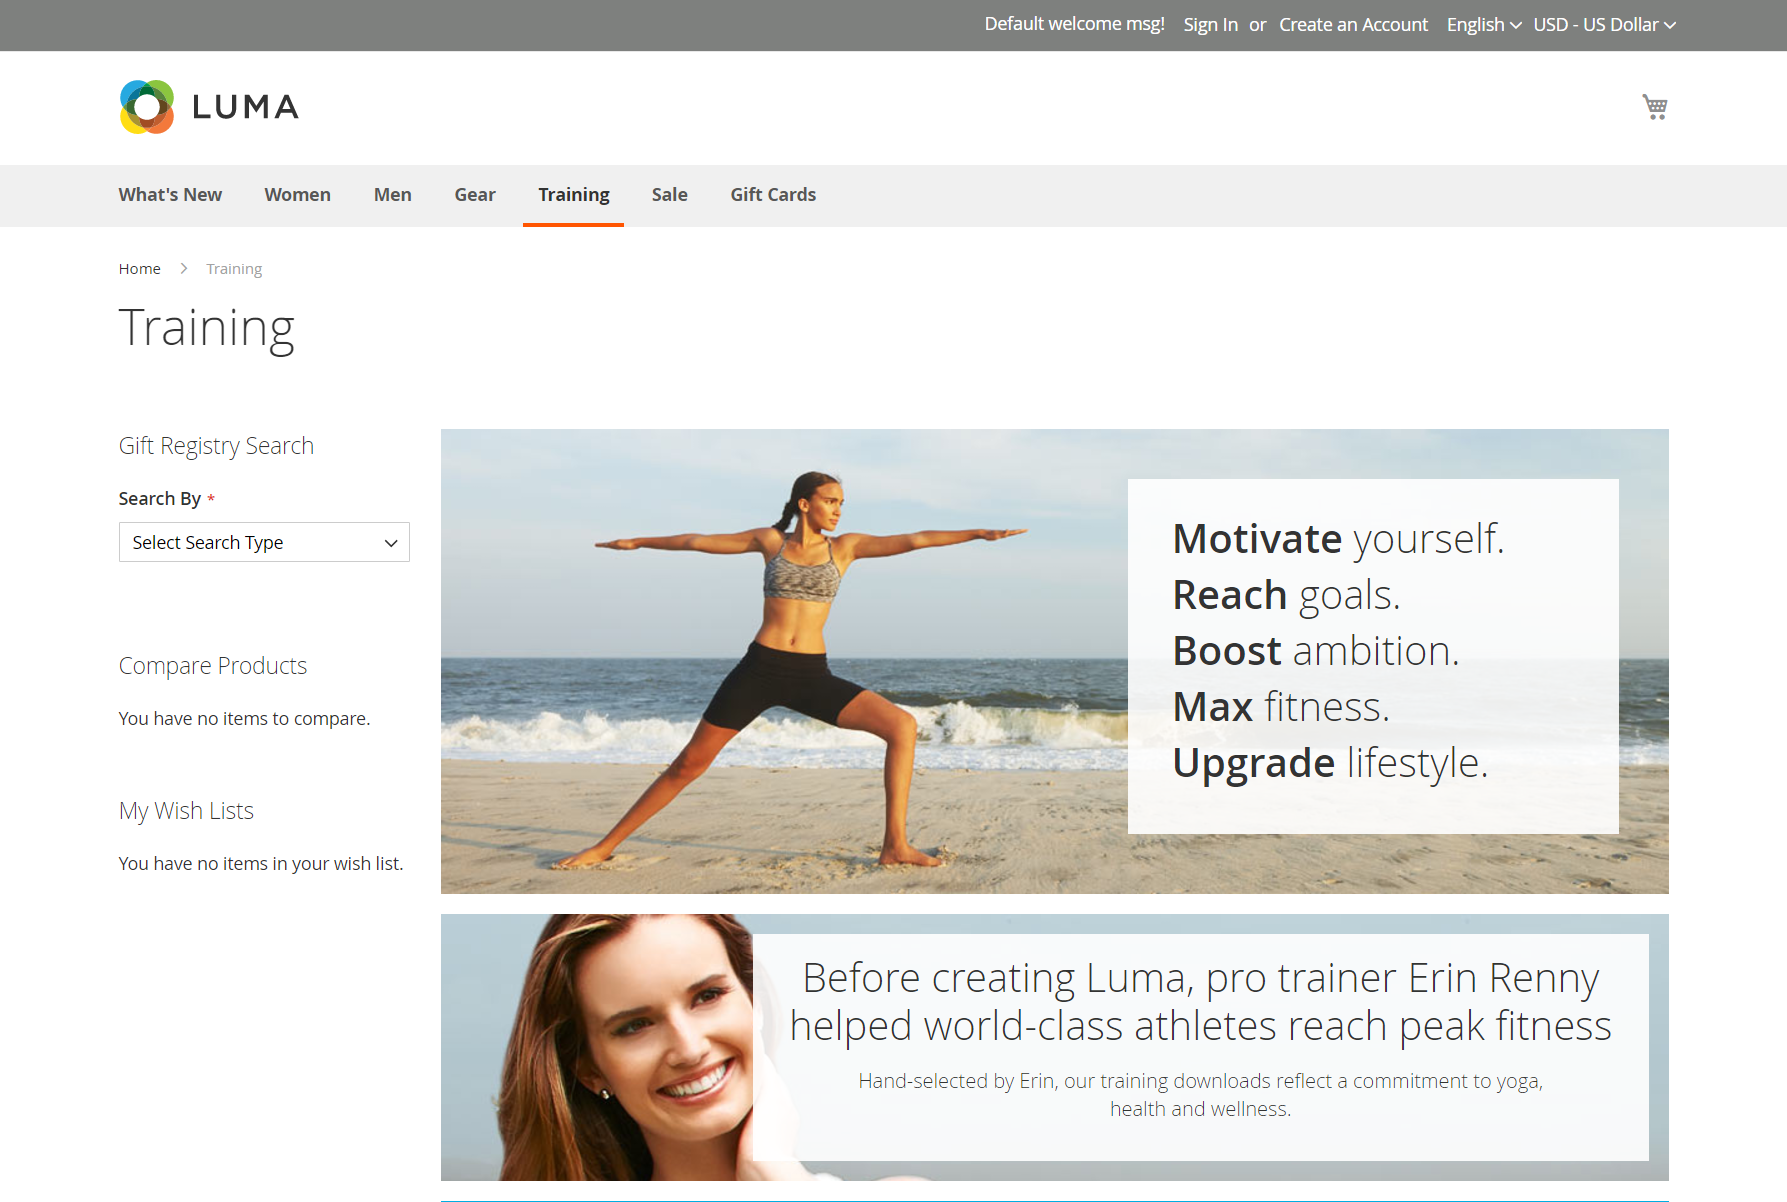 Default welcome msg! Sign In or Create an Account English USD - US Dollar
LUMA
What's New Women Men Gear Training Sale Gift Cards
Home Training
Training
Gift Registry Search
Search By *
Select Search Type
Compare Products
You have no items to compare.
My Wish Lists
You have no items in your wish list.
Motivate yourself.
Reach goals.
Boost ambition.
Max fitness.
Upgrade lifestyle.
Before creating Luma, pro trainer Erin Renny
helped world-class athletes reach peak fitness
Hand-selected by Erin, our training downloads reflect a commitment to yoga,
health and wellness.